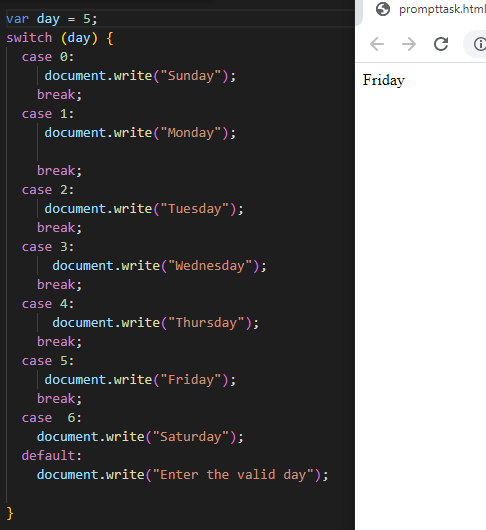 var day = 5;
switch (day) {
case 0:
document.write("Sunday");
break;
case 1:
document.write("Monday");
break;
case 2:
document.write("Tuesday");
break;
case 3:
document.write("Wednesday");
break;
case 4:
document.write("Thursday");
break;
case 5:
document.write("Friday");
break;
case  6:
document.write("Saturday");
default:
document.write("Enter the valid day");
}
prompttask.html
Friday